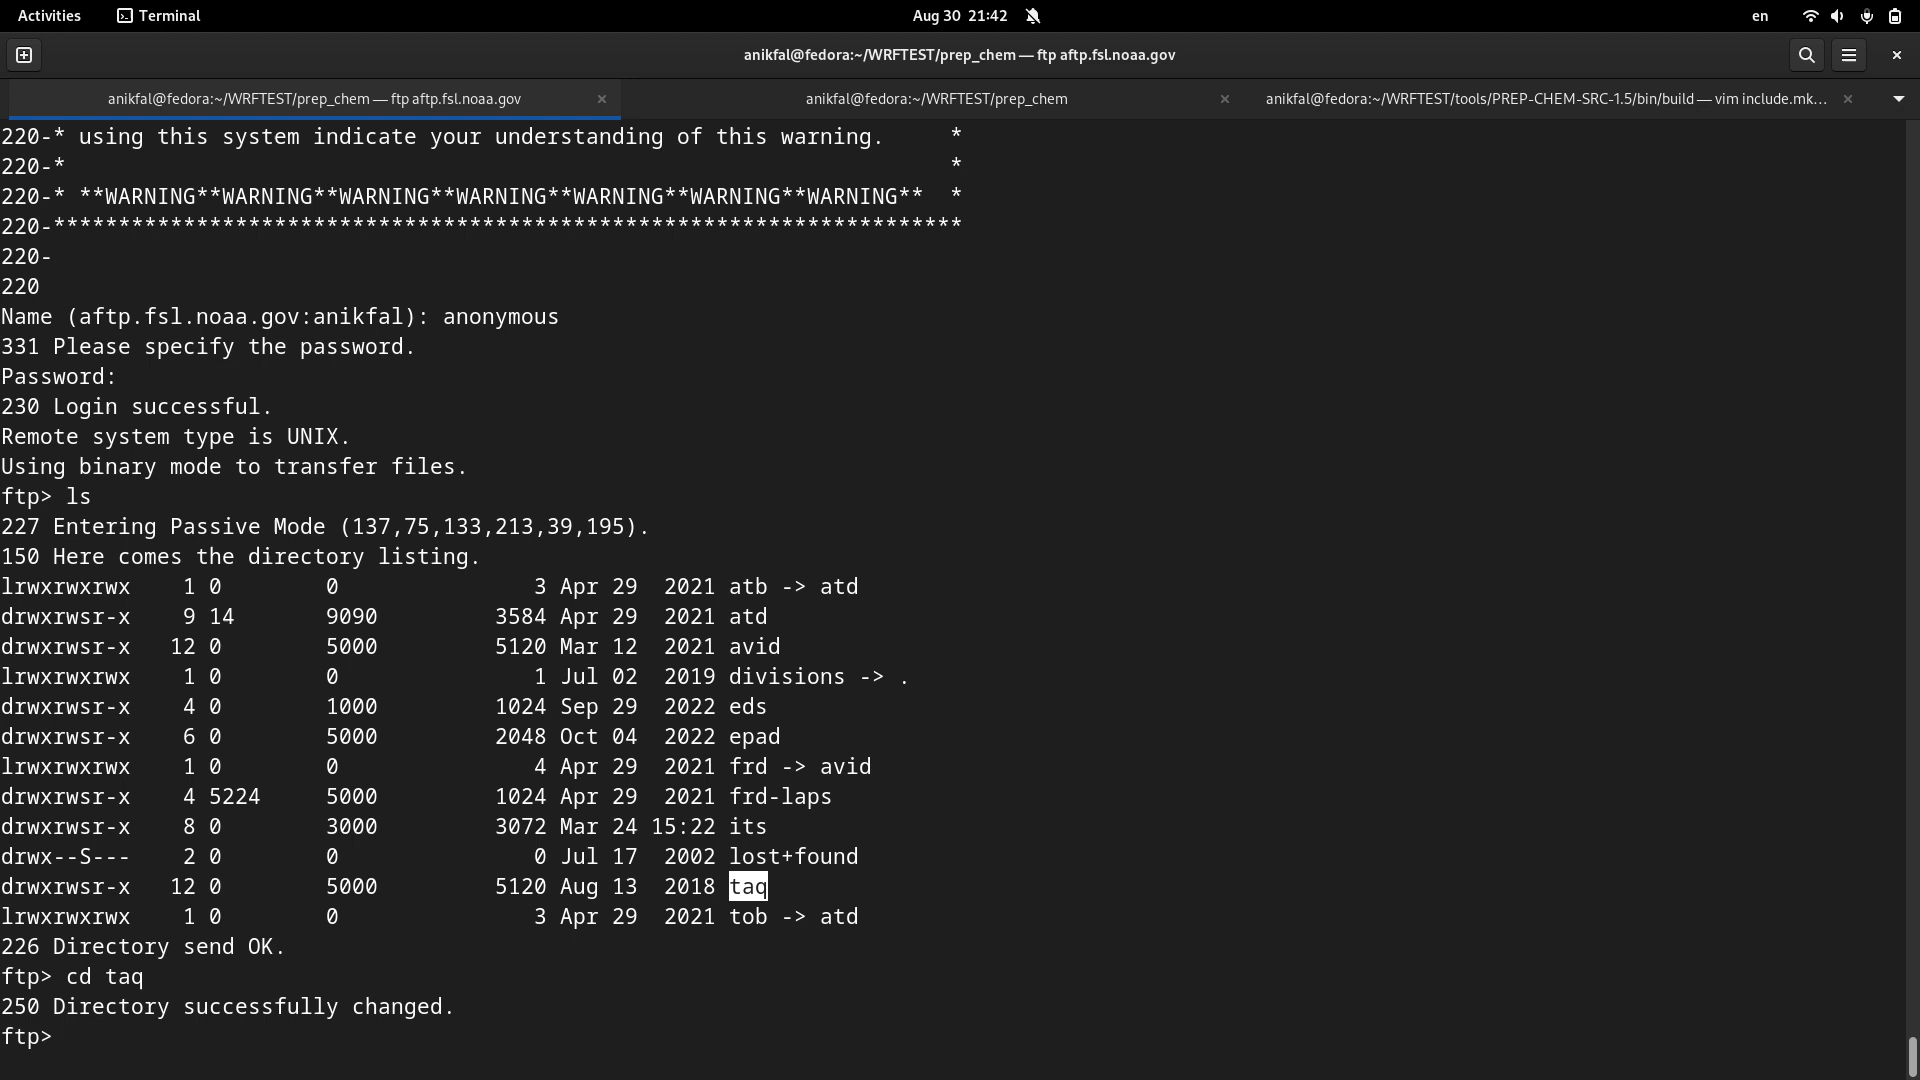 Activities Terminal Aug 30 21:42 en
anikfal@fedora:~/WRFTEST/prep_chem — ftp aftp.fsl.noaa.gov
anikfal@fedora:~/WRFTEST/prep_chem — ftp aftp.fsl.noaa.gov × anikfal@fedora:~/WRFTEST/prep_chem × anikfal@fedora:~/WRFTEST/tools/PREP-CHEM-SRC-1.5/bin/build — vim include.mk... ×
220-* using this system indicate your understanding of this warning.     *
220-*                                                                    *
220-* **WARNING**WARNING**WARNING**WARNING**WARNING**WARNING**WARNING**  *
220-**********************************************************************
220-
220
Name (aftp.fsl.noaa.gov:anikfal): anonymous
331 Please specify the password.
Password:
230 Login successful.
Remote system type is UNIX.
Using binary mode to transfer files.
ftp> ls
227 Entering Passive Mode (137,75,133,213,39,195).
150 Here comes the directory listing.
lrwxrwxrwx    1 0        0               3 Apr 29  2021 atb -> atd
drwxrwsr-x    9 14       9090         3584 Apr 29  2021 atd
drwxrwsr-x   12 0        5000         5120 Mar 12  2021 avid
lrwxrwxrwx    1 0        0               1 Jul 02  2019 divisions -> .
drwxrwsr-x    4 0        1000         1024 Sep 29  2022 eds
drwxrwsr-x    6 0        5000         2048 Oct 04  2022 epad
lrwxrwxrwx    1 0        0               4 Apr 29  2021 frd -> avid
drwxrwsr-x    4 5224     5000         1024 Apr 29  2021 frd-laps
drwxrwsr-x    8 0        3000         3072 Mar 24 15:22 its
drwx--S---    2 0        0               0 Jul 17  2002 lost+found
drwxrwsr-x   12 0        5000         5120 Aug 13  2018 taq
lrwxrwxrwx    1 0        0               3 Apr 29  2021 tob -> atd
226 Directory send OK.
ftp> cd taq
250 Directory successfully changed.
ftp>